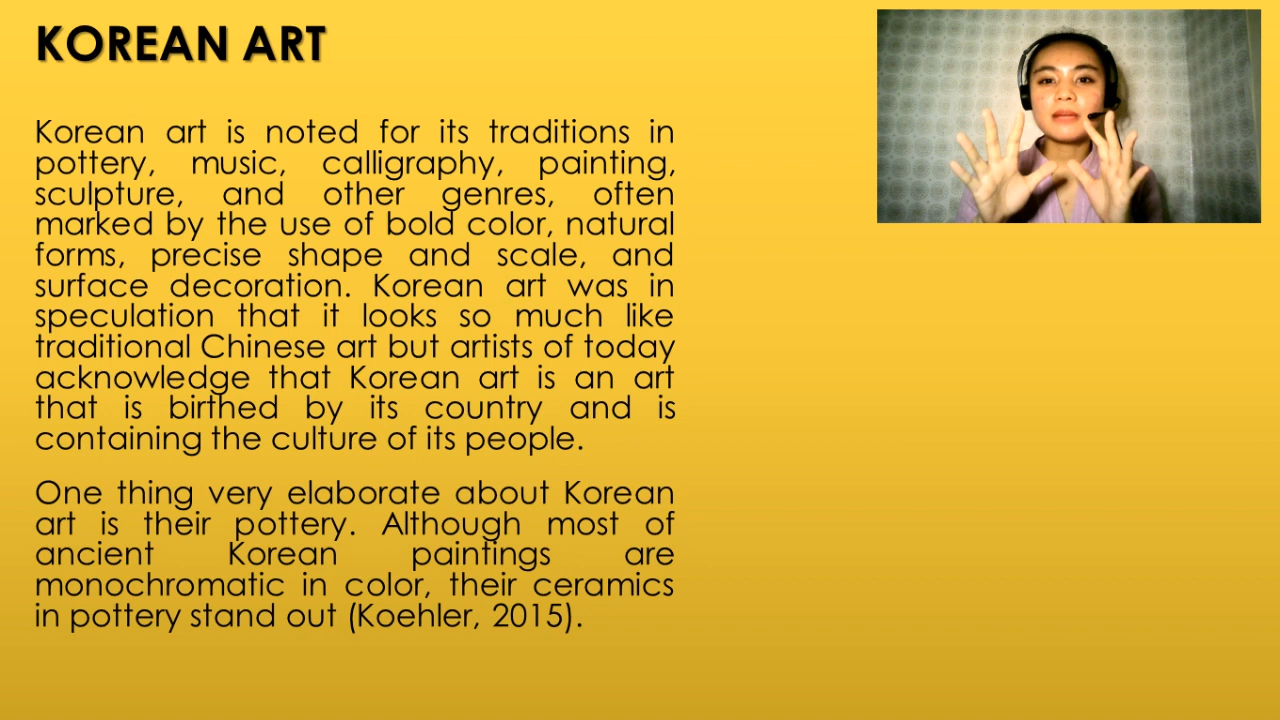 KOREAN ART
Korean art is noted for its traditions in
pottery, music, calligraphy, painting,
sculpture, and other genres, often
marked by the use of bold color, natural
forms, precise shape and scale, and
surface decoration. Korean art was in
speculation that it looks so much like
traditional Chinese art but artists of today
acknowledge that Korean art is an art
that is birthed by its country and is
containing the culture of its people.
One thing very elaborate about Korean
art is their pottery. Although most of
ancient Korean paintings are
monochromatic in color, their ceramics
in pottery stand out (Koehler, 2015).